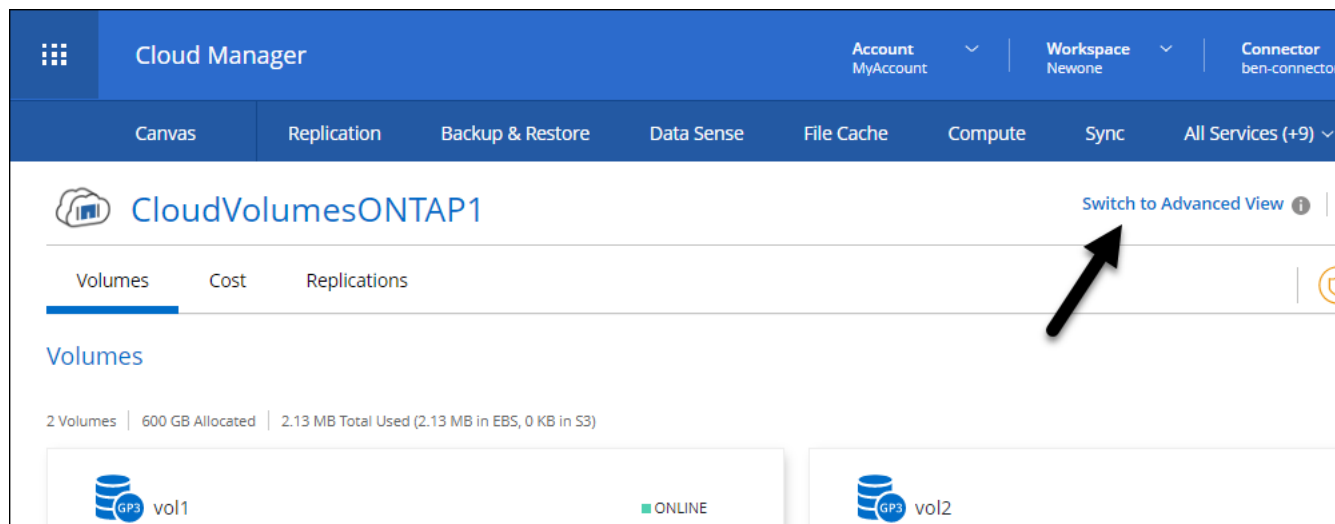 Cloud Manager
Account
MyAccount
Workspace
Newone
Connector
ben-connector
Canvas Replication Backup & Restore Data Sense File Cache Compute Sync All Services (+9)
CloudVolumesONTAP1
Switch to Advanced View
Volumes Cost Replications
Volumes
2 Volumes | 600 GB Allocated | 2.13 MB Total Used (2.13 MB in EBS, 0 KB in S3)
GP3 vol1 ONLINE GP3 vol2